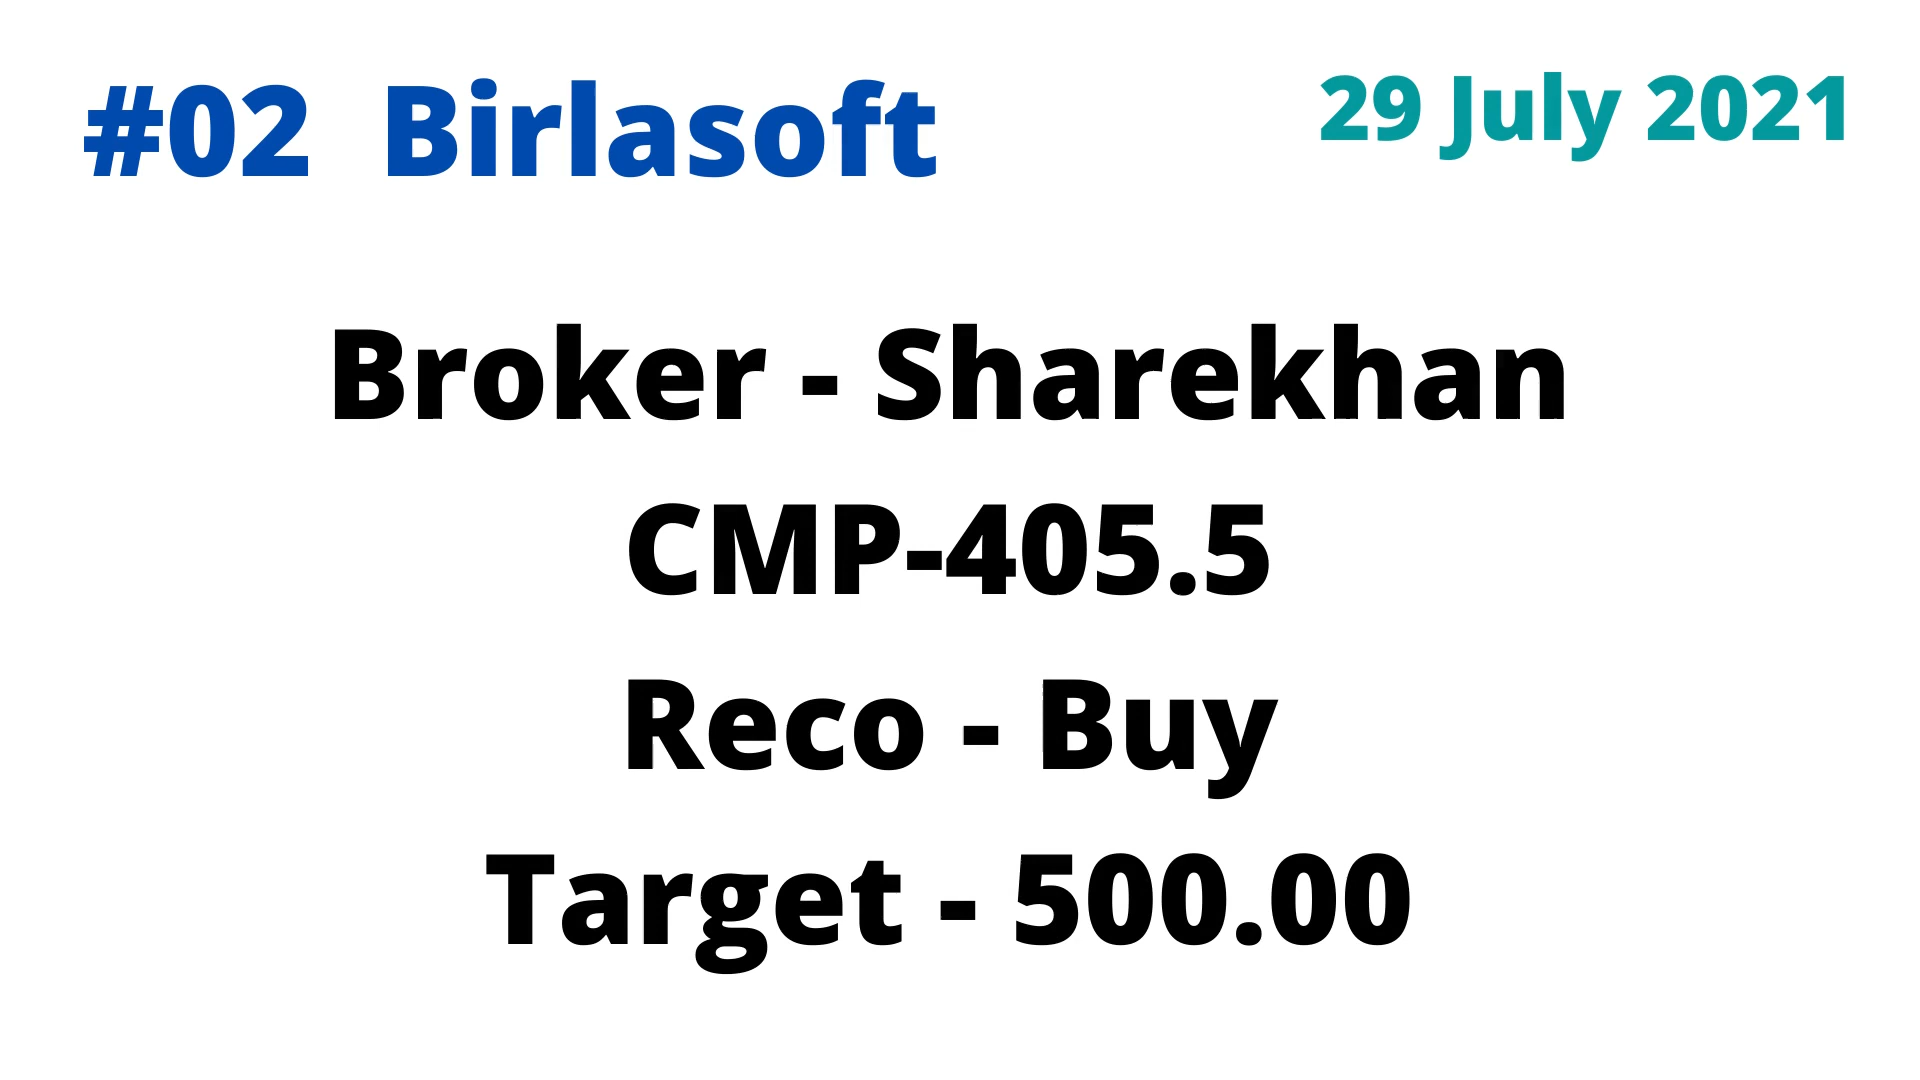 #02 Birlasoft
29 July 2021
Broker - Sharekhan
CMP-405.5
Reco - Buy
Target - 500.00